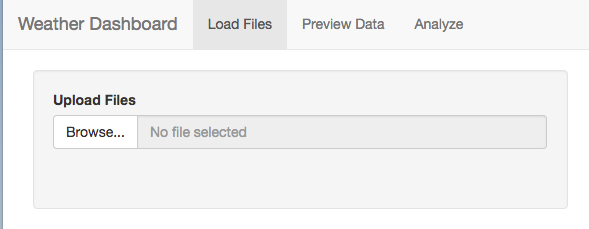 Weather Dashboard Load Files Preview Data Analyze
Upload Files
Browse... No file selected